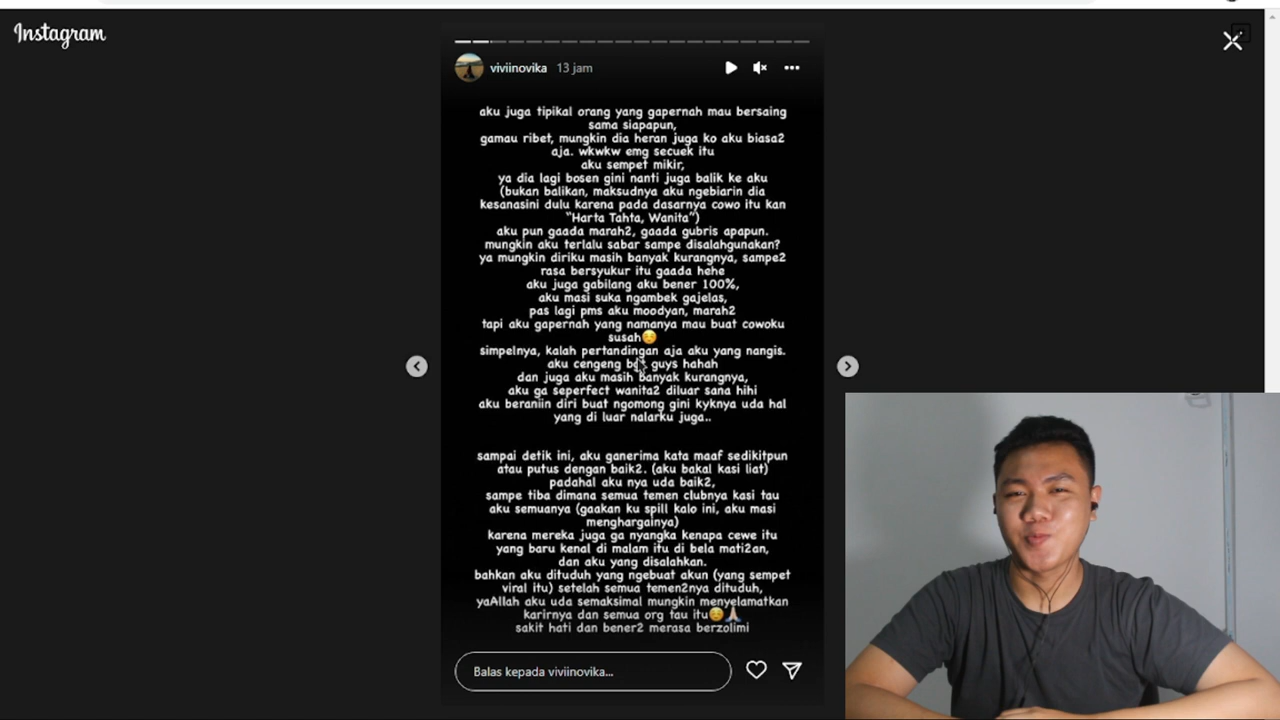 Instagram
viviinovika 13 jam
aku juga tipikal orang yang gapernah mau bersaing
sama siapapun,
gamau ribet, mungkin dia heran juga ko aku biasa2
aja. wkwkw emg secuek itu
aku sempet mikir,
ya dia lagi bosen gini nanti juga balik ke aku
(bukan balikan, maksudnya aku ngebiarin dia
kesanasini dulu karena pada dasarnya cowo itu kan
"Harta Tahta, Wanita")
aku pun gaada marah2, gaada gubris apapun.
mungkin aku terlalu sabar sampe disalahgunakan?
ya mungkin diriku masih banyak kurangnya, sampe2
rasa bersyukur itu gaada hehe
aku juga gabilang aku bener 100%,
aku masi suka ngambek gajelas,
pas lagi pms aku moodyan, marah2
tapi aku gapernah yang namanya mau buat cowoku
susah☺️
simpelnya, kalah pertandingan aja aku yang nangis.
aku cengeng bet guys hahah
dan juga aku masih banyak kurangnya,
aku ga seperfect wanita2 diluar sana hihi
aku beraniin diri buat ngomong gini kyknya uda hal
yang di luar nalarku juga..
sampai detik ini, aku ganerima kata maaf sedikitpun
atau putus dengan baik2. (aku bakal kasi liat)
padahal aku nya uda baik2,
sampe tiba dimana semua temen clubnya kasi tau
aku semuanya (gaakan ku spill kalo ini, aku masi
menghargainya)
karena mereka juga ga nyangka kenapa cewe itu
yang baru kenal di malam itu di bela mati2an,
dan aku yang disalahkan.
bahkan aku dituduh yang ngebuat akun (yang sempet
viral itu) setelah semua temen2nya dituduh,
yaAllah aku uda semaksimal mungkin menyelamatkan
karirnya dan semua org tau itu☺️🙏🏻
sakit hati dan bener2 merasa berzolimi
Balas kepada viviinovika...